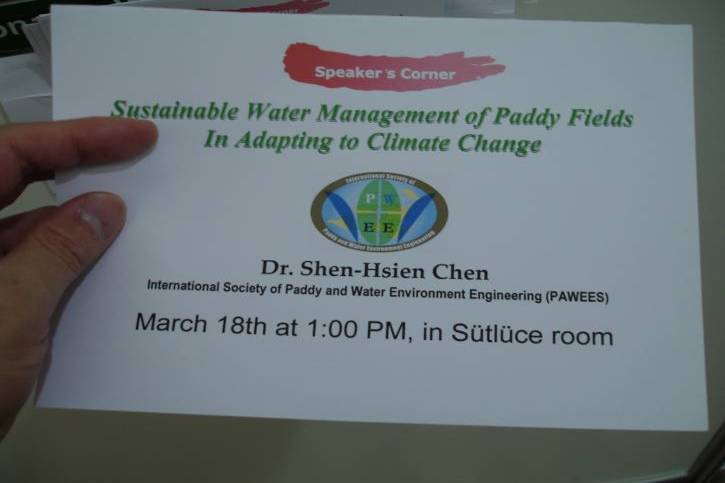 Speaker's Corner
Sustainable Water Management of Paddy Fields
In Adapting to Climate Change
International Society of
P W
E E
Paddy and Water Environment Engineering
Dr. Shen-Hsien Chen
International Society of Paddy and Water Environment Engineering (PAWEES)
March 18th at 1:00 PM, in Sütlüce room